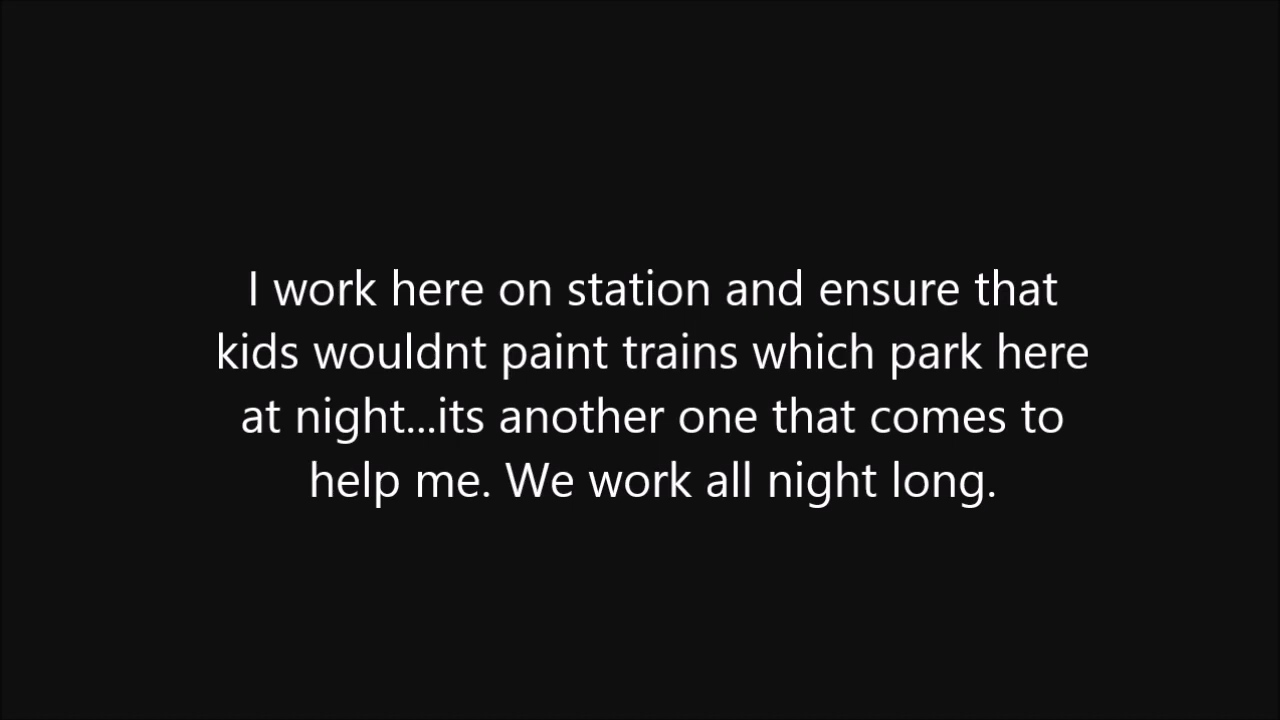 I work here on station and ensure that
kids wouldnt paint trains which park here
at night...its another one that comes to
help me. We work all night long.